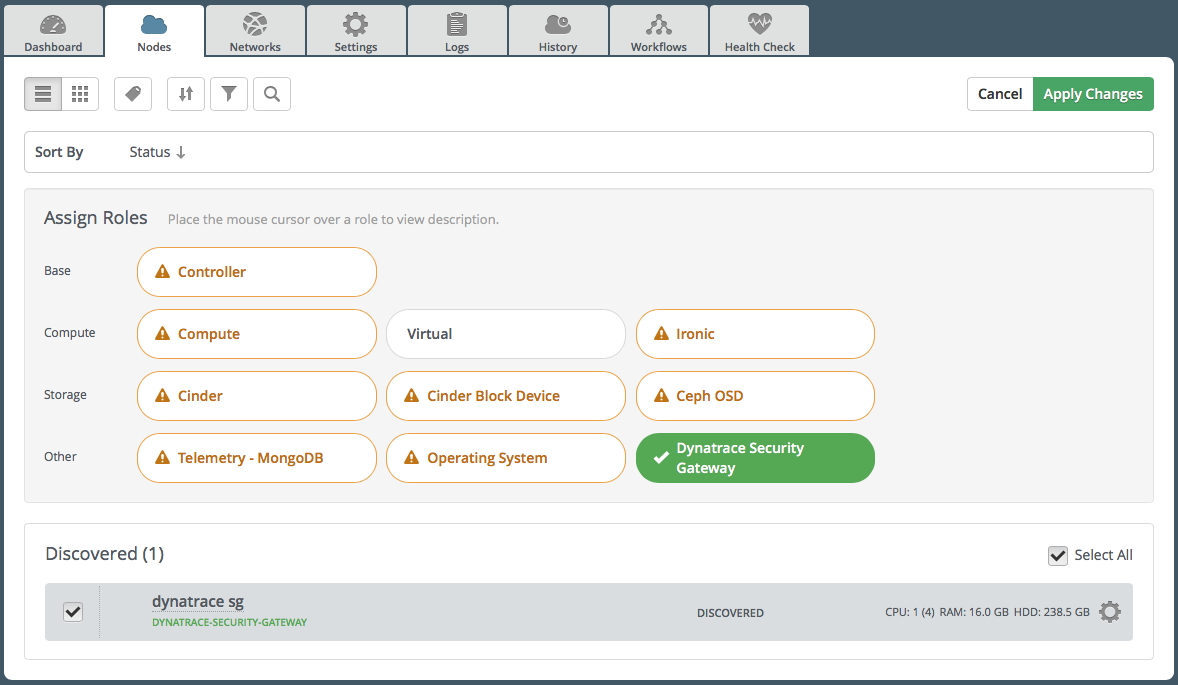 Dashboard
Nodes
Networks
Settings
Logs
History
Workflows
Health Check
Cancel
Apply Changes
Sort By Status ↓
Assign Roles Place the mouse cursor over a role to view description.
Base
Controller
Compute
Compute
Virtual
Ironic
Storage
Cinder
Cinder Block Device
Ceph OSD
Other
Telemetry - MongoDB
Operating System
Dynatrace Security
Gateway
Discovered (1)
Select All
dynatrace sg
DYNATRACE-SECURITY-GATEWAY
DISCOVERED
CPU: 1 (4) RAM: 16.0 GB HDD: 238.5 GB